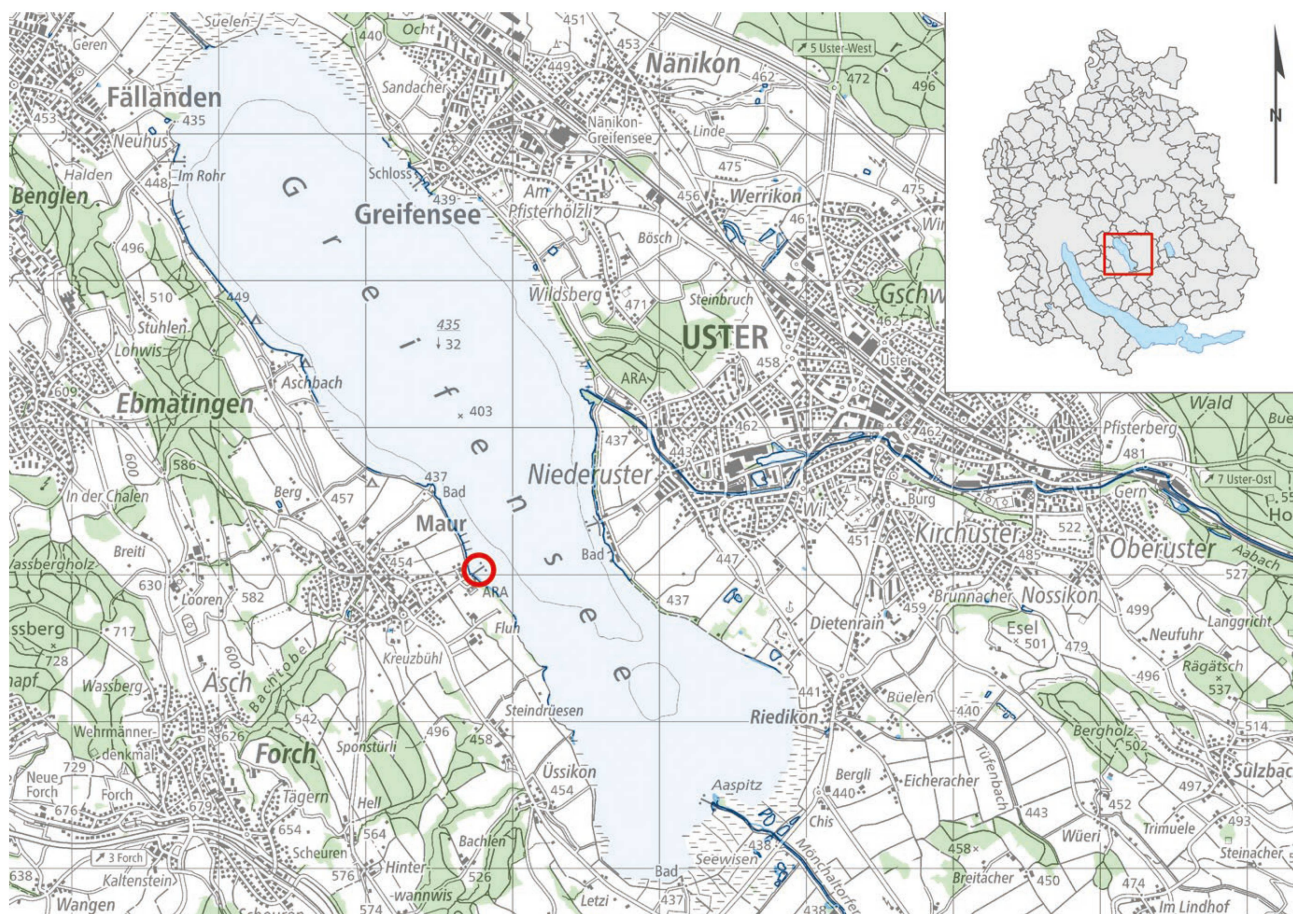 Suelen
Ocht
451
453
5 Uster-West
472
Geren
440
449
Nänikon
462
496
Sandacher
Fällanden
453
435
Neuhus
Nänikon-
Greifensee
Linde
475
Halden
Im Rohr
448
Schloss
439
Am
Pfisterhölzli
456
Werrikon
475
Benglen
Greifensee
461
496
Bösch
510
449
Wildsberg
471
Steinbruch
Gschw
462
Stuhlen
Lohwis
435
32
USTER
458
Uster
609
Aschbach
ARA
Wald
Ebmatingen
403
Greifensee
437
462
462
Pfisterberg
586
600
443
481
7 Uster-Ost
In der Chalen
Berg
457
437
Bad
Niederuster
Burg
Gern
Wil
522
Breiti
Maur
451
Kirchuster
485
Oberuster
Aabach
454
Bad
447
527
630
Looren
582
ARA
437
Brunnacher
Nossikon
459
499
Langgricht
717
Fluh
Dietenrain
Esel
501
479
Neufuhr
728
600
Kreuzbühl
496
Rägätsch
537
Wassberg
Asch
Bachtobel
441
Büelen
Steindrüesen
Riedikon
440
Wehrmänner-
denkmal
626
542
496
458
Bergholz
502
514
729
Forch
Sponstürli
Tüfenbach
Sulzbach
Neue
Forch
Forch
Üssikon
Aaspitz
Bergli
Eicheracher
497
676
679
Tägern
Hell
454
440
443
452
Trimuele
654
564
Chis
493
3 Forch
Scheuren
Bachlen
Seewisen
438
Mönchaltorfer
458
Wüeri
Steinacher
638
Kaltenstein
576
Hinter
526
Bad
Breitacher
474
wannwis
450
Wangen
Scheuren
574
Letzi
438
Im Lindhof
N